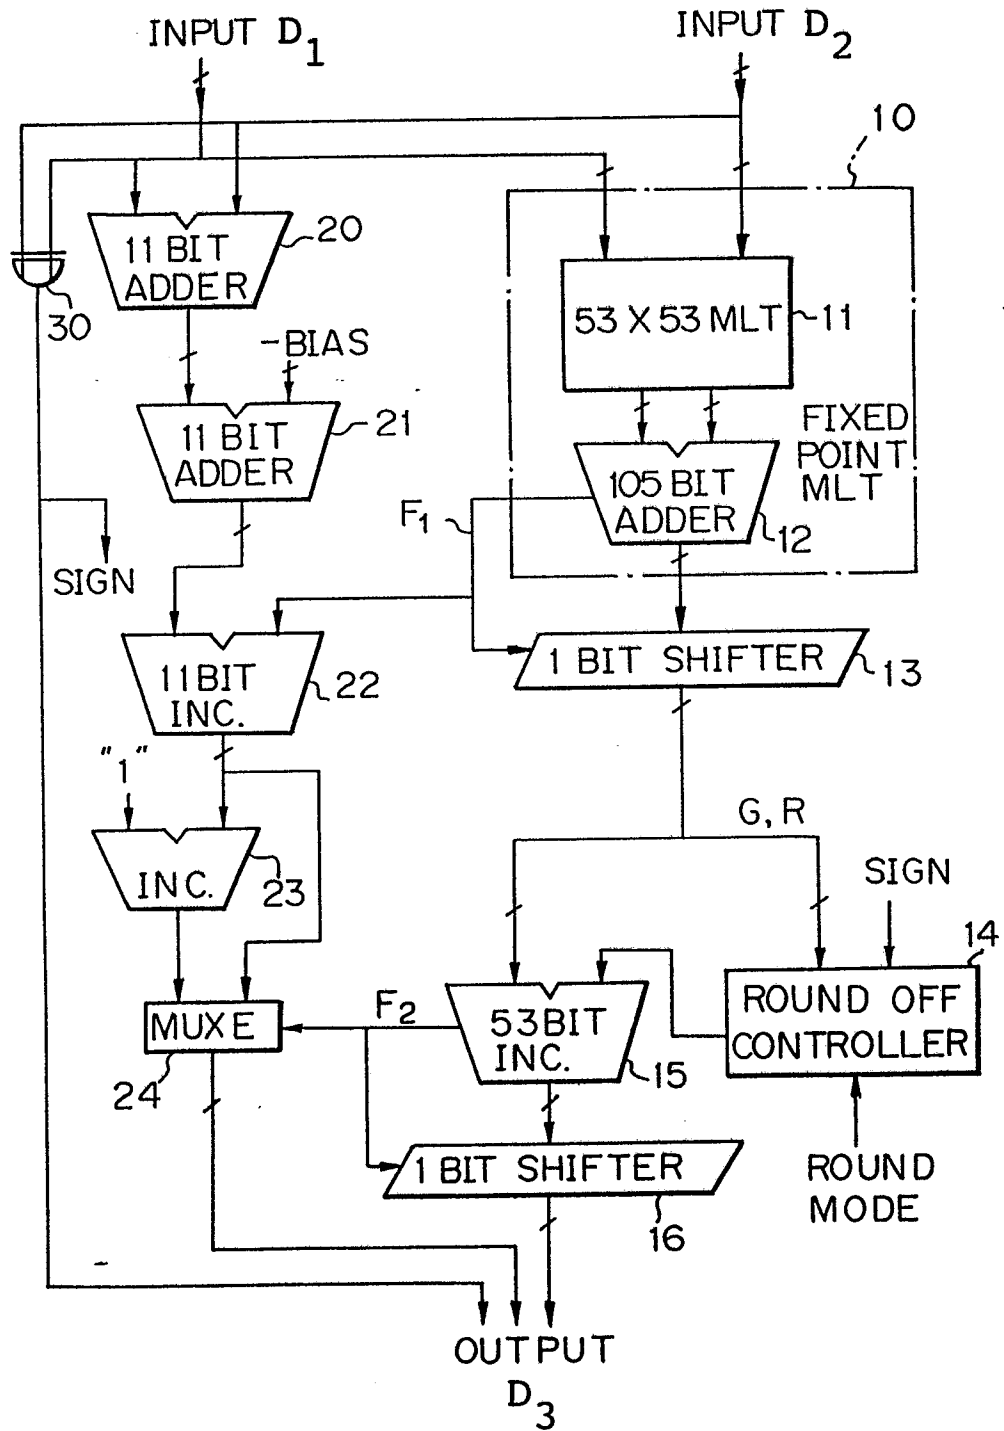 INPUT D1
INPUT D2
10
11 BIT
ADDER
20
30
53 X 53 MLT
11
-BIAS
11 BIT
ADDER
21
FIXED
POINT
MLT
105 BIT
ADDER
12
F1
SIGN
11 BIT
INC.
22
1 BIT SHIFTER
13
"1"
INC.
23
G, R
SIGN
14
ROUND OFF
CONTROLLER
MUXE
24
F2
53 BIT
INC.
15
1 BIT SHIFTER
16
ROUND
MODE
OUTPUT
D3